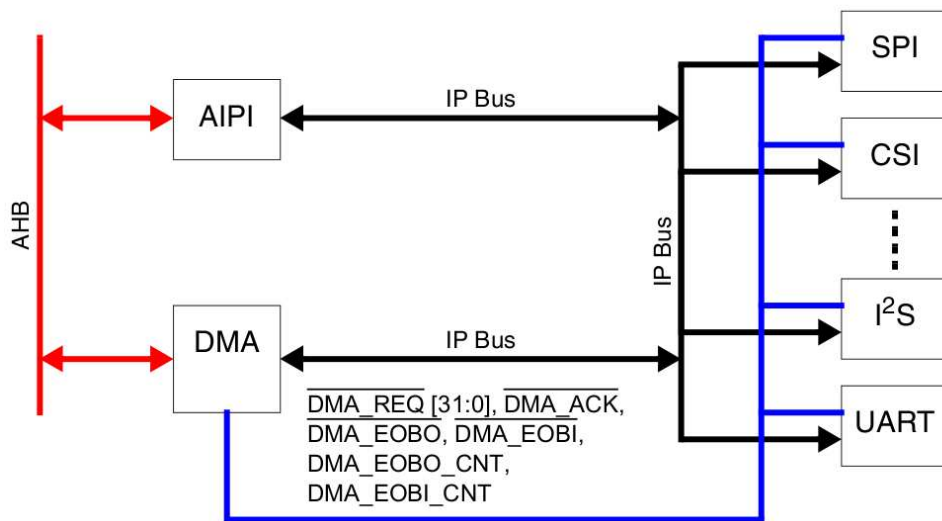 SPI
AIPI
IP Bus
CSI
AHB
IP Bus
I²S
DMA
IP Bus
DMA_REQ [31:0], DMA_ACK,
DMA_EOBO, DMA_EOBI,
DMA_EOBO_CNT,
DMA_EOBI_CNT
UART